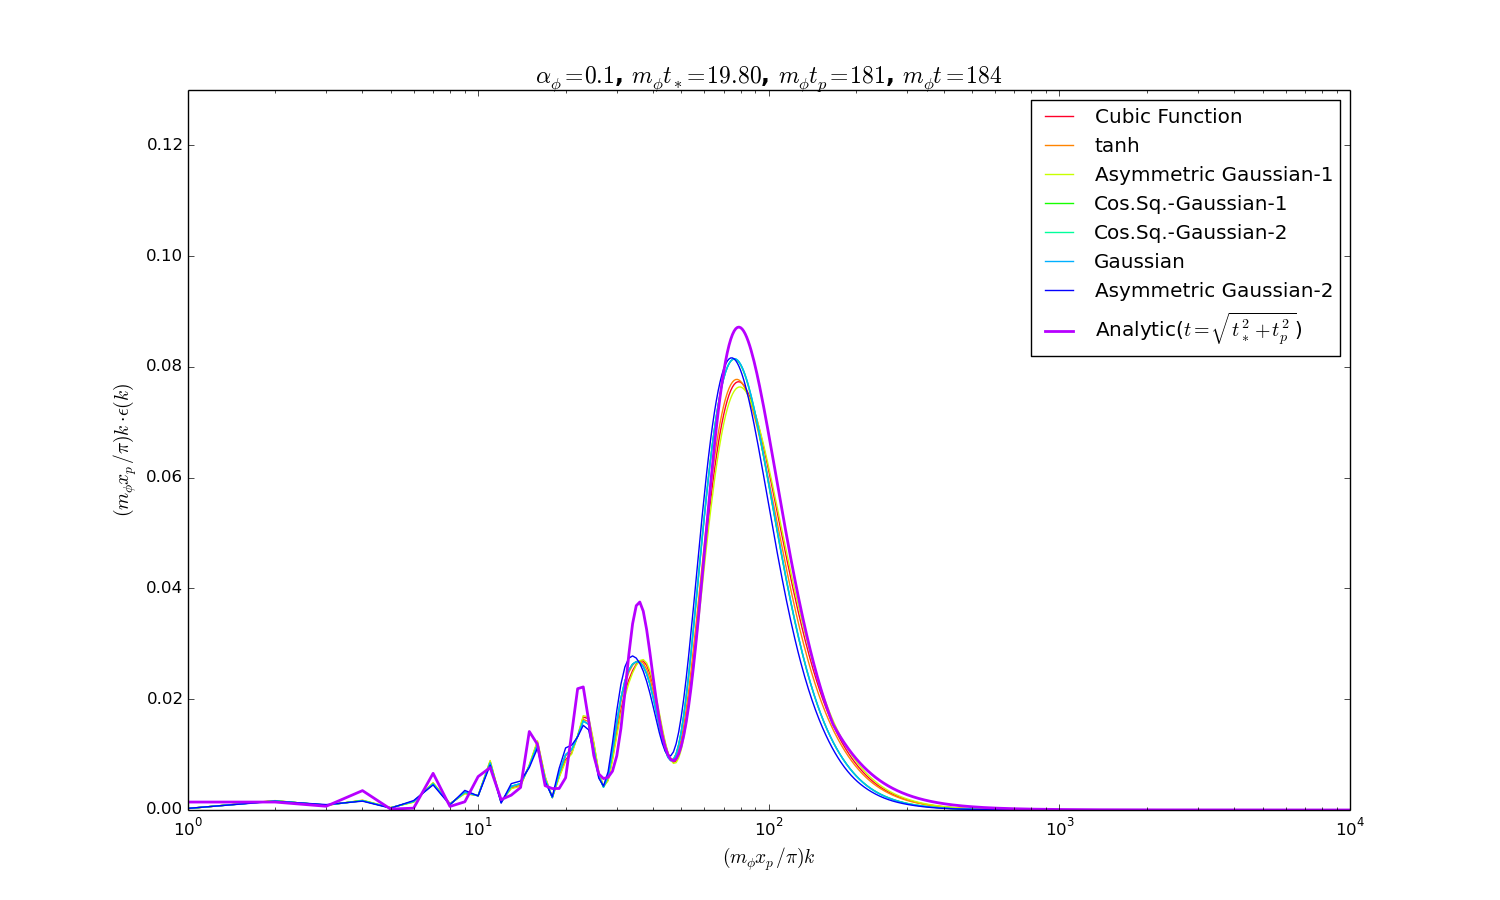 α_ϕ=0.1, m_ϕt_*=19.80, m_ϕt_p=181, m_ϕt=184
Cubic Function
tanh
Asymmetric Gaussian-1
Cos.Sq.-Gaussian-1
Cos.Sq.-Gaussian-2
Gaussian
Asymmetric Gaussian-2
Analytic(t=√(t_*^2+t_p^2))
0.12
0.10
0.08
0.06
0.04
0.02
0.00
(m_ϕx_p/π)k·ϵ(k)
10^0
10^1
10^2
10^3
10^4
(m_ϕx_p/π)k